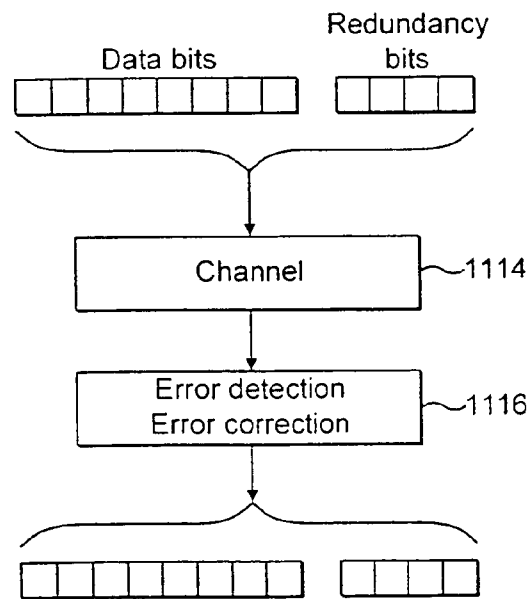 Redundancy
Data bits
bits
Channel
1114
Error detection
Error correction
1116